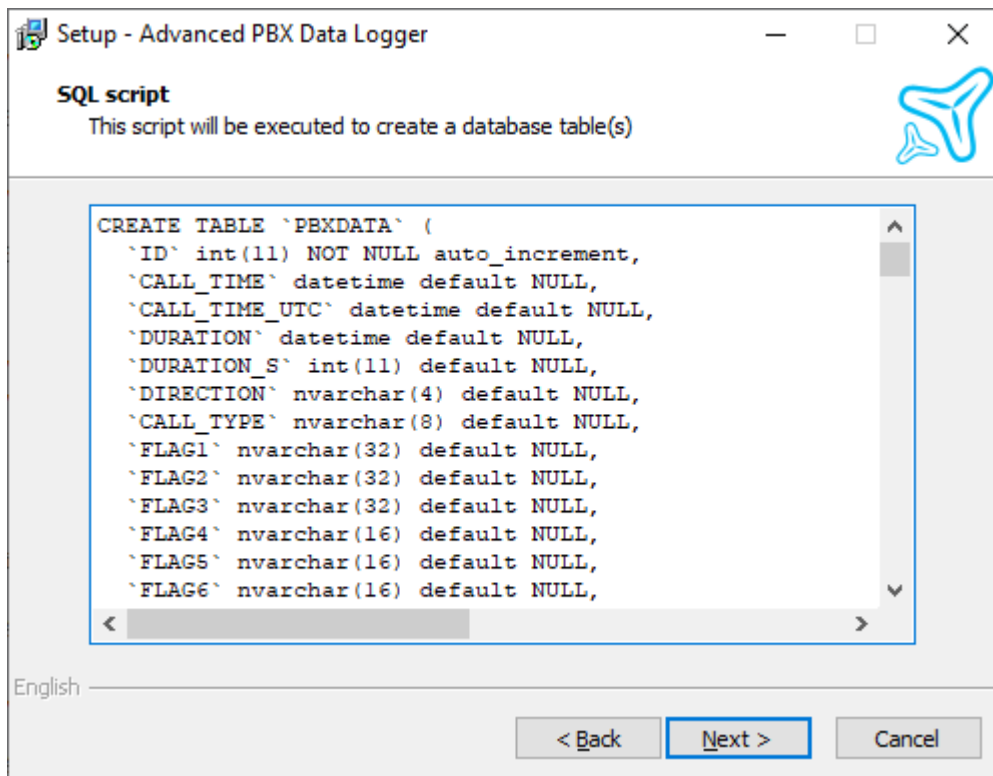 Setup - Advanced PBX Data Logger
SQL script
This script will be executed to create a database table(s)
CREATE TABLE `PBXDATA` (
`ID` int(11) NOT NULL auto_increment,
`CALL_TIME` datetime default NULL,
`CALL_TIME_UTC` datetime default NULL,
`DURATION` datetime default NULL,
`DURATION_S` int(11) default NULL,
`DIRECTION` nvarchar(4) default NULL,
`CALL_TYPE` nvarchar(8) default NULL,
`FLAG1` nvarchar(32) default NULL,
`FLAG2` nvarchar(32) default NULL,
`FLAG3` nvarchar(32) default NULL,
`FLAG4` nvarchar(16) default NULL,
`FLAG5` nvarchar(16) default NULL,
`FLAG6` nvarchar(16) default NULL,
English
< Back
Next >
Cancel